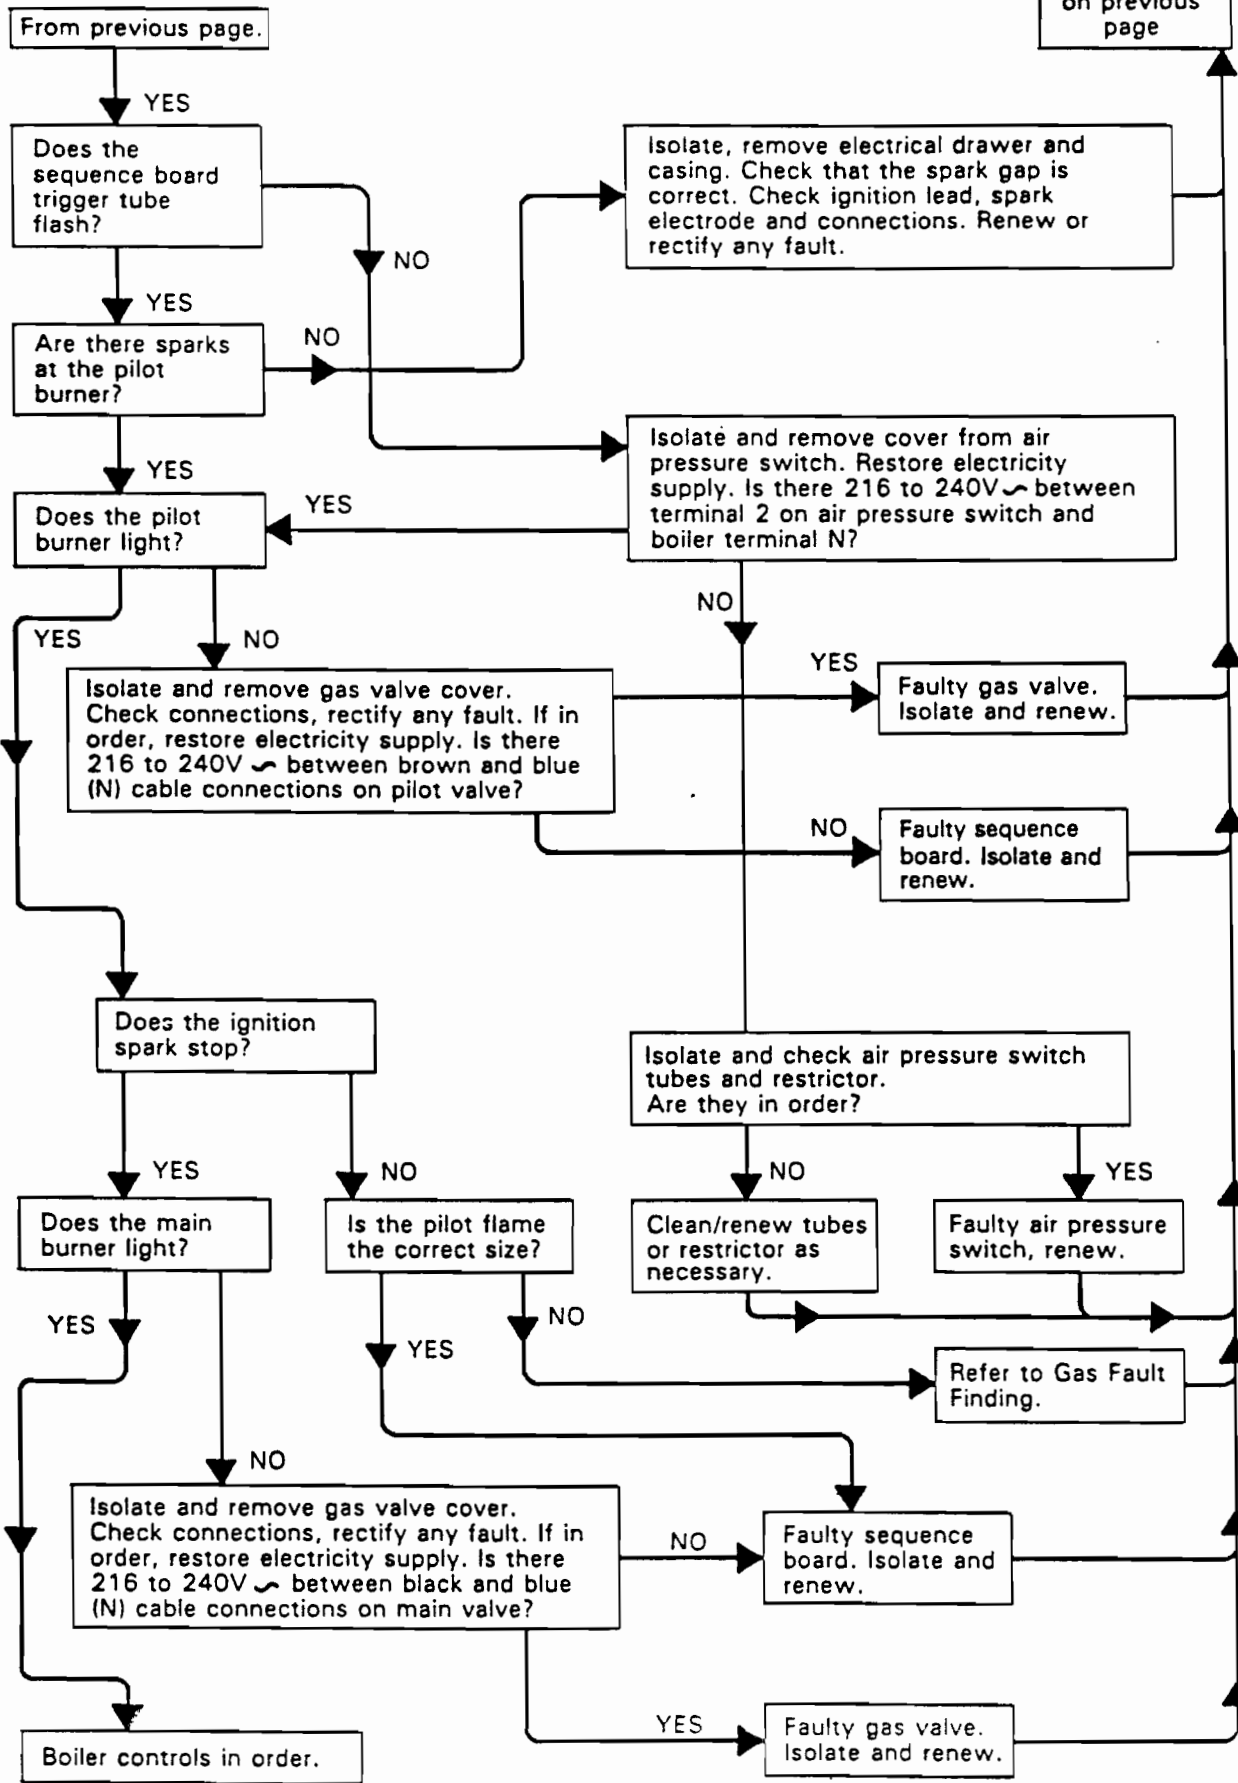 on previous
page
From previous page.
YES
Does the
sequence board
trigger tube
flash?
Isolate, remove electrical drawer and
casing. Check that the spark gap is
correct. Check ignition lead, spark
electrode and connections. Renew or
rectify any fault.
NO
YES
Are there sparks
at the pilot
burner?
NO
YES
Isolate and remove cover from air
pressure switch. Restore electricity
supply. Is there 216 to 240V ~ between
terminal 2 on air pressure switch and
boiler terminal N?
YES
Does the pilot
burner light?
NO
YES
NO
Isolate and remove gas valve cover.
Check connections, rectify any fault. If in
order, restore electricity supply. Is there
216 to 240V ~ between brown and blue
(N) cable connections on pilot valve?
YES
Faulty gas valve.
Isolate and renew.
NO
Faulty sequence
board. Isolate and
renew.
Does the ignition
spark stop?
Isolate and check air pressure switch
tubes and restrictor.
Are they in order?
YES
NO
NO
YES
Does the main
burner light?
Is the pilot flame
the correct size?
Clean/renew tubes
or restrictor as
necessary.
Faulty air pressure
switch, renew.
YES
NO
YES
NO
Refer to Gas Fault
Finding.
Isolate and remove gas valve cover.
Check connections, rectify any fault. If in
order, restore electricity supply. Is there
216 to 240V ~ between black and blue
(N) cable connections on main valve?
NO
Faulty sequence
board. Isolate and
renew.
YES
Faulty gas valve.
Isolate and renew.
Boiler controls in order.